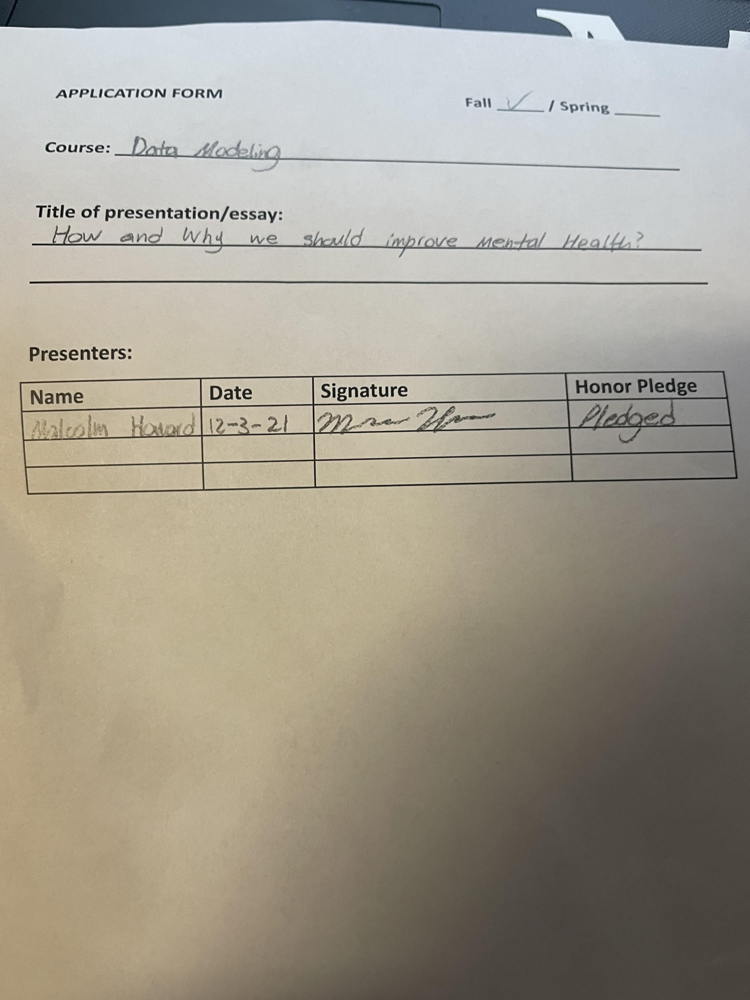 APPLICATION FORM
Fall ✓ / Spring ____
Course: Data Modeling
Title of presentation/essay:
How and Why we should improve Mental Health?
Presenters:
Name Date Signature Honor Pledge
Malcolm Howard 12-3-21 Pledged